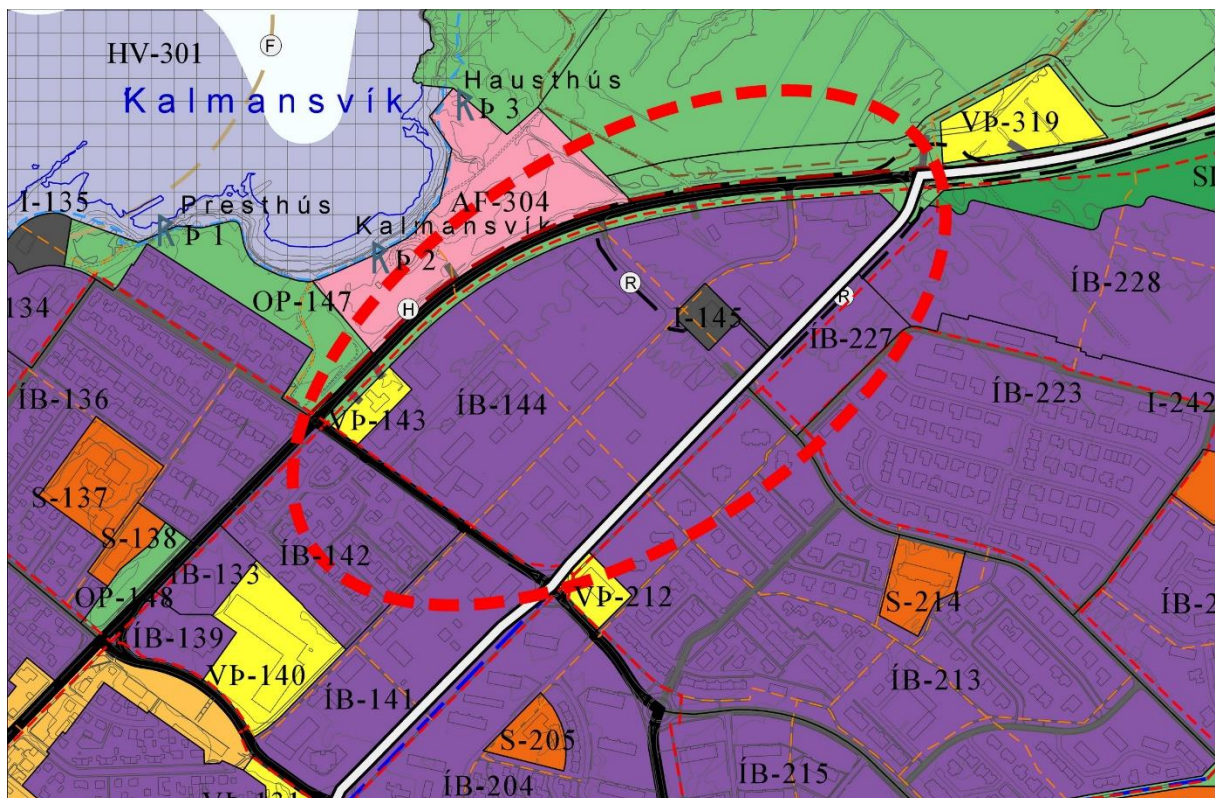 HV-301
F
Kalmansvík
Hausthús
R Þ 3
VÞ-319
I-135
Presthús
R Þ 1
AF-304
Kalmansvík
R Þ 2
OP-147
H
R
I-145
R
ÍB-227
ÍB-228
134
ÍB-136
VÞ-143
ÍB-144
ÍB-223
I-242
S-137
S-138
ÍB-142
ÍB-133
OP-148
ÍB-139
VÞ-212
S-214
VÞ-140
ÍB-141
ÍB-213
S-205
ÍB-204
ÍB-215